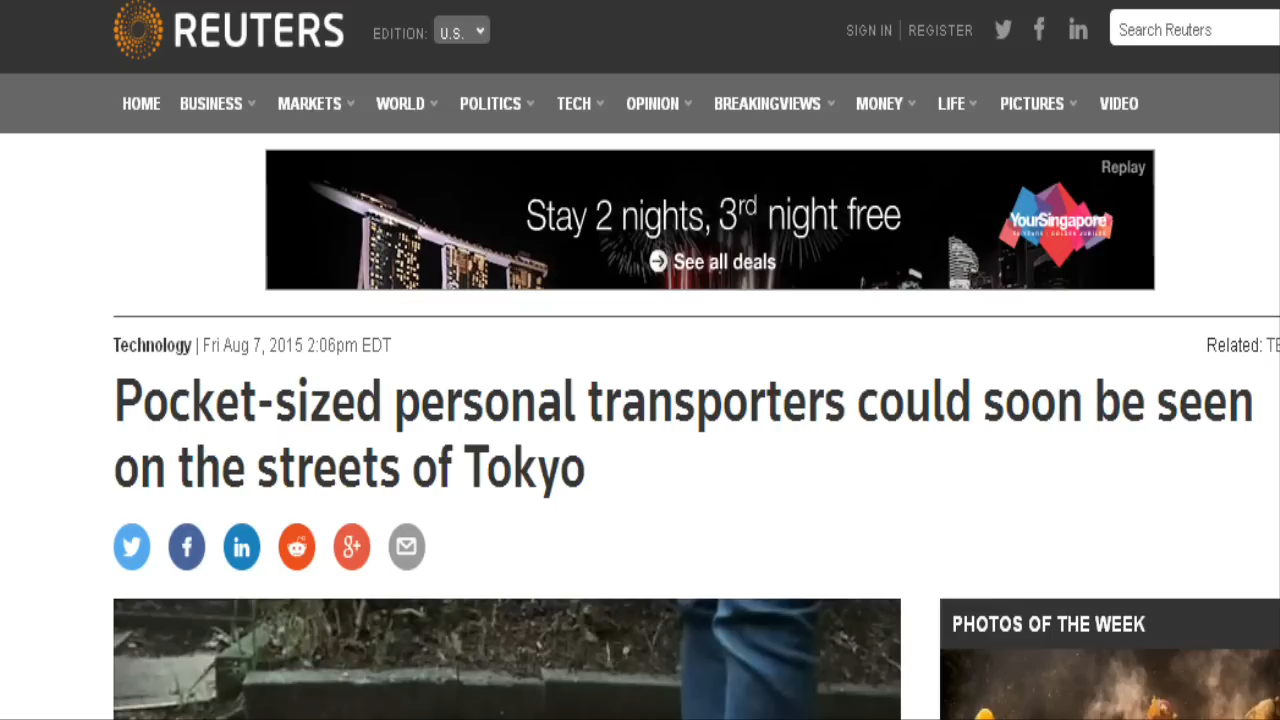 REUTERS
EDITION: U.S.
SIGN IN | REGISTER
Search Reuters
HOME BUSINESS MARKETS WORLD POLITICS TECH OPINION BREAKINGVIEWS MONEY LIFE PICTURES VIDEO
Replay
Stay 2 nights, 3rd night free
See all deals
YourSingapore
Technology | Fri Aug 7, 2015 2:06pm EDT
Related: TE
Pocket-sized personal transporters could soon be seen
on the streets of Tokyo
PHOTOS OF THE WEEK